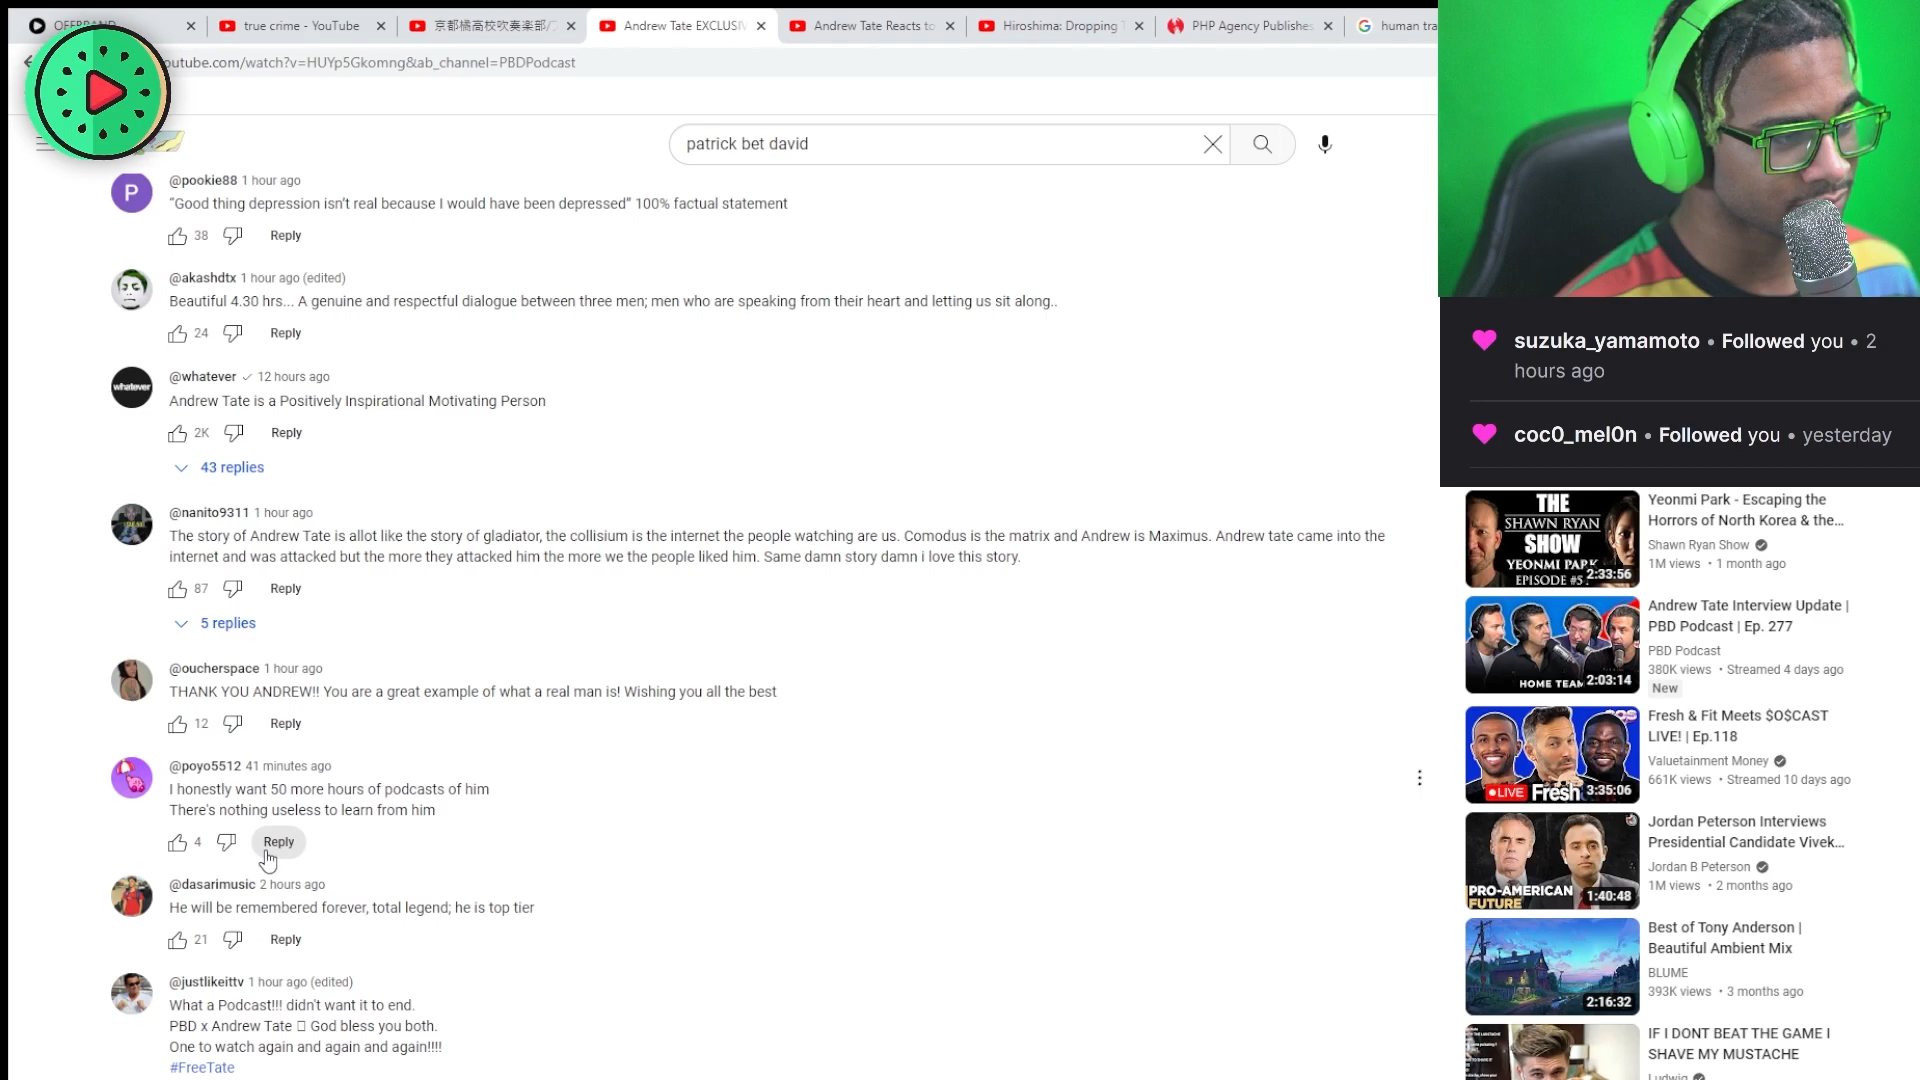 OFFBRAND
true crime - YouTube
京都橘高校吹奏楽部/
Andrew Tate EXCLUSIV
Andrew Tate Reacts to
Hiroshima: Dropping T
PHP Agency Publishes
human tra
outube.com/watch?v=HUYp5Gkomng&ab_channel=PBDPodcast
patrick bet david
P
@pookie88 1 hour ago
“Good thing depression isn't real because I would have been depressed” 100% factual statement
38 Reply
@akashdtx 1 hour ago (edited)
Beautiful 4.30 hrs... A genuine and respectful dialogue between three men; men who are speaking from their heart and letting us sit along..
24 Reply
whatever
@whatever 12 hours ago
Andrew Tate is a Positively Inspirational Motivating Person
2K Reply
43 replies
@nanito9311 1 hour ago
The story of Andrew Tate is allot like the story of gladiator, the collisium is the internet the people watching are us. Comodus is the matrix and Andrew is Maximus. Andrew tate came into the
internet and was attacked but the more they attacked him the more we the people liked him. Same damn story damn i love this story.
87 Reply
5 replies
@oucherspace 1 hour ago
THANK YOU ANDREW!! You are a great example of what a real man is! Wishing you all the best
12 Reply
@poyo5512 41 minutes ago
I honestly want 50 more hours of podcasts of him
There's nothing useless to learn from him
4 Reply
@dasarimusic 2 hours ago
He will be remembered forever, total legend; he is top tier
21 Reply
@justlikeittv 1 hour ago (edited)
What a Podcast!!! didn't want it to end.
PBD x Andrew Tate God bless you both.
One to watch again and again and again!!!!
#FreeTate
suzuka_yamamoto • Followed you • 2
hours ago
coc0_mel0n • Followed you • yesterday
THE
SHAWN RYAN
SHOW
YEONMI PARK
EPISODE #5
2:33:56
Yeonmi Park - Escaping the
Horrors of North Korea & the...
Shawn Ryan Show
1M views • 1 month ago
HOME TEAM
2:03:14
Andrew Tate Interview Update |
PBD Podcast | Ep. 277
PBD Podcast
380K views • Streamed 4 days ago
New
LIVE! Fresh
3:35:06
Fresh & Fit Meets $O$CAST
LIVE! | Ep.118
Valuetainment Money
661K views • Streamed 10 days ago
PRO-AMERICAN
FUTURE
1:40:48
Jordan Peterson Interviews
Presidential Candidate Vivek...
Jordan B Peterson
1M views • 2 months ago
2:16:32
Best of Tony Anderson |
Beautiful Ambient Mix
BLUME
393K views • 3 months ago
IF I DONT BEAT THE GAME I
SHAVE MY MUSTACHE
Ludwig